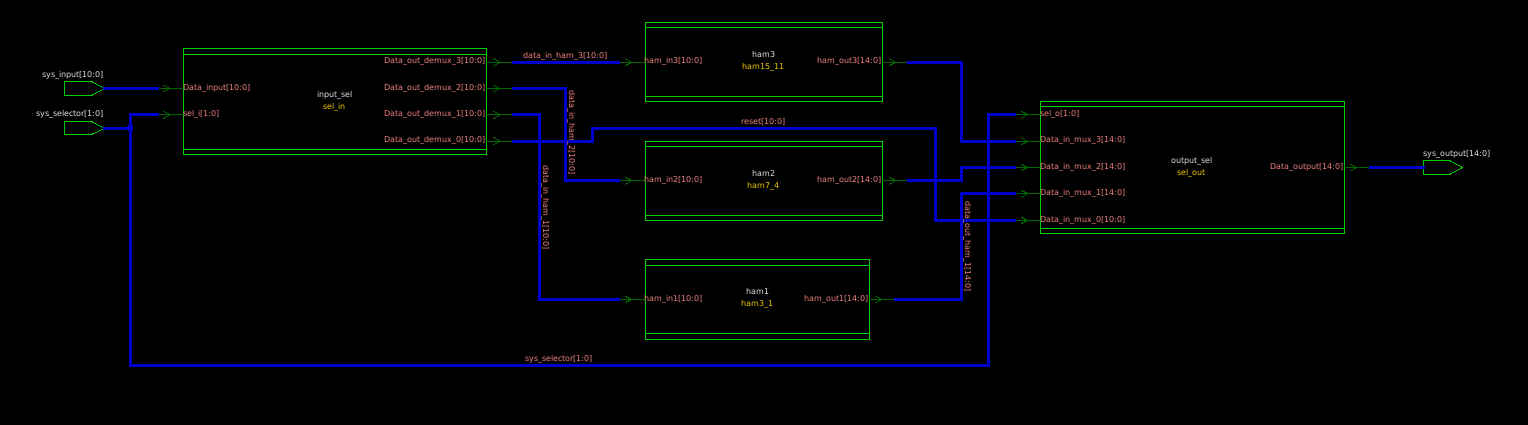 sys_input[10:0]
sys_selector[1:0]
Data_input[10:0]
sel_i[1:0]
input_sel
sel_in
Data_out_demux_3[10:0]
Data_out_demux_2[10:0]
Data_out_demux_1[10:0]
Data_out_demux_0[10:0]
data_in_ham_3[10:0]
data_in_ham_2[10:0]
data_in_ham_1[10:0]
reset[10:0]
ham_in3[10:0]
ham3
ham15_11
ham_out3[14:0]
ham_in2[10:0]
ham2
ham7_4
ham_out2[14:0]
ham_in1[10:0]
ham1
ham3_1
ham_out1[14:0]
data_out_ham_1[14:0]
sys_selector[1:0]
sel_o[1:0]
Data_in_mux_3[14:0]
Data_in_mux_2[14:0]
Data_in_mux_1[14:0]
Data_in_mux_0[10:0]
output_sel
sel_out
Data_output[14:0]
sys_output[14:0]